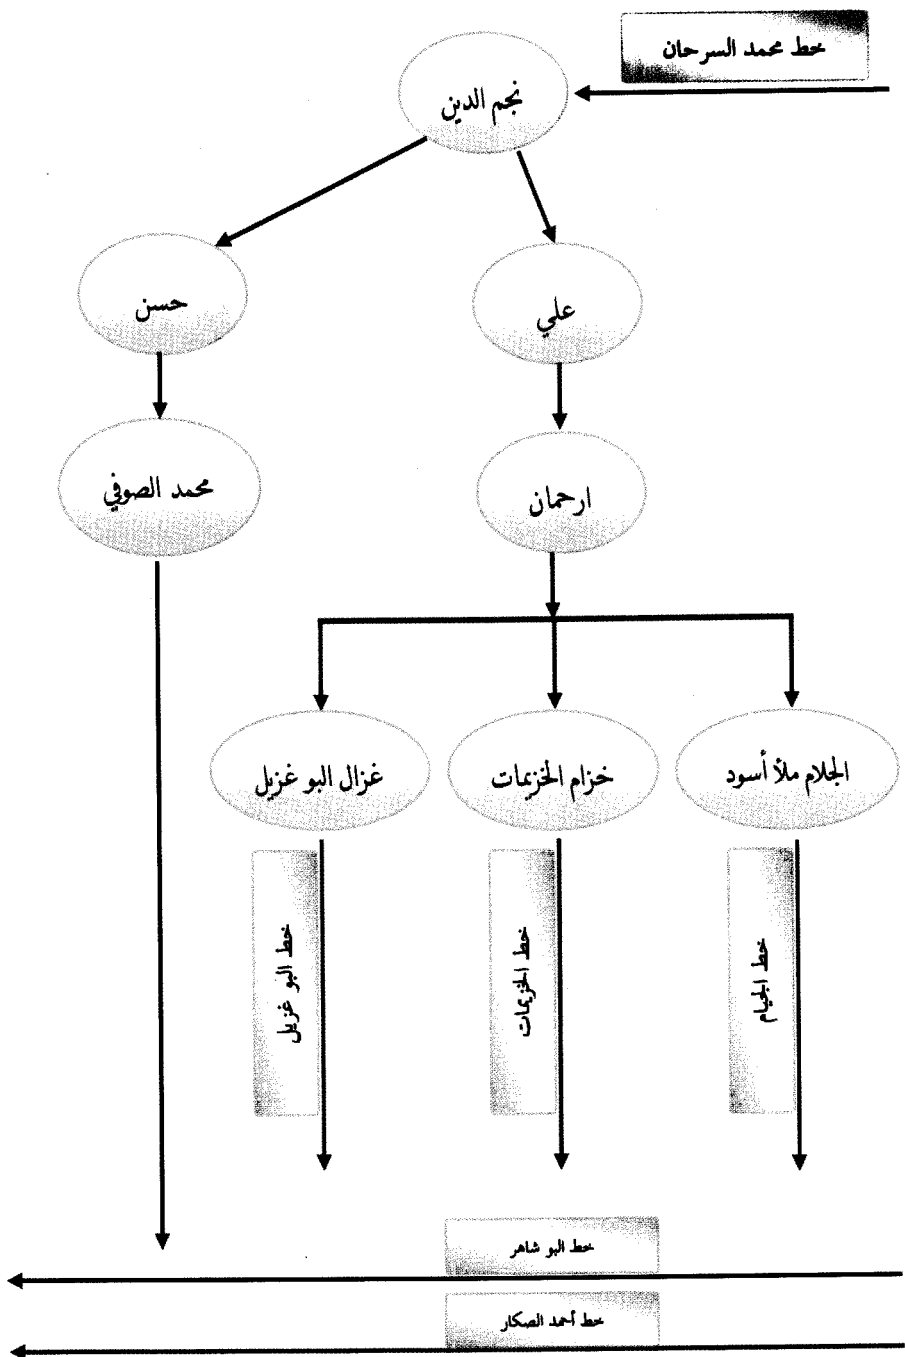 خط محمد السرحان
نجم الدين
علي
حسن
ارحمان
محمد الصوفي
الجلام ملا أسود
خزام الخزيمات
غزال البو غزيل
خط الجيام
خط الخزيمات
خط البو غزيل
خط البو شاهر
خط أحمد الصكار